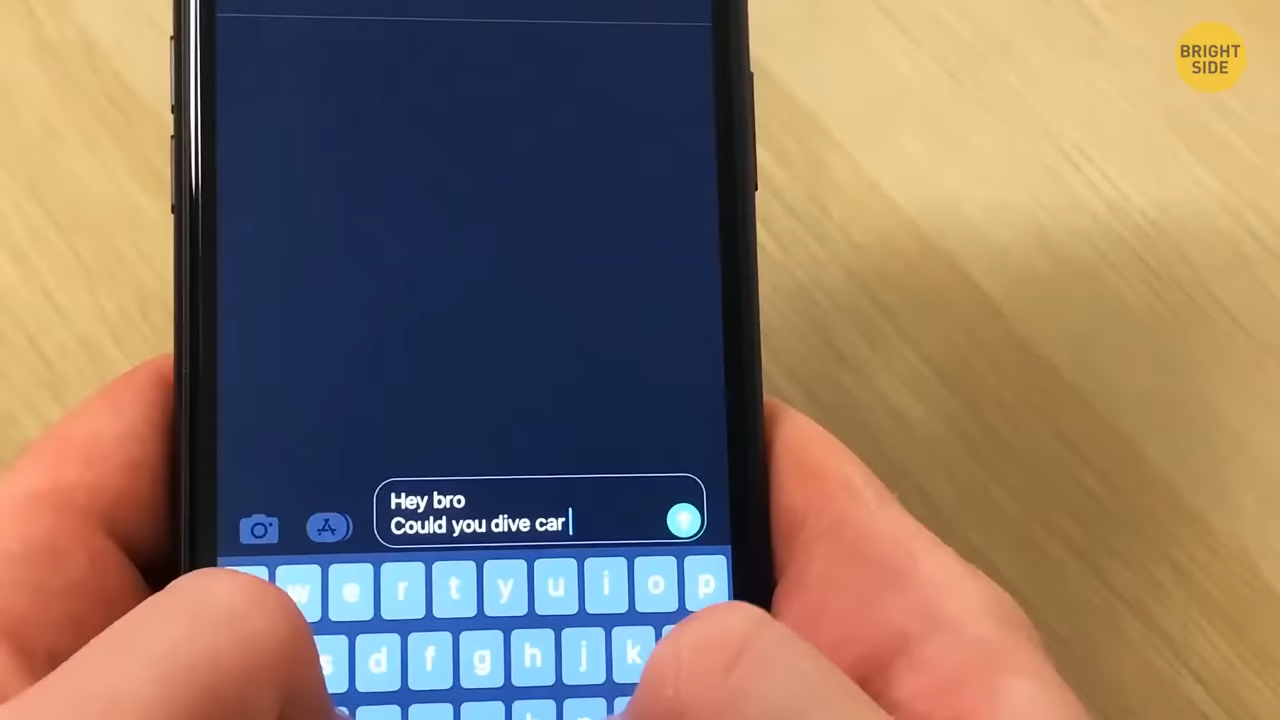 BRIGHT
SIDE
Hey bro
Could you dive car
w e r t y u i o p
s d f g h j k